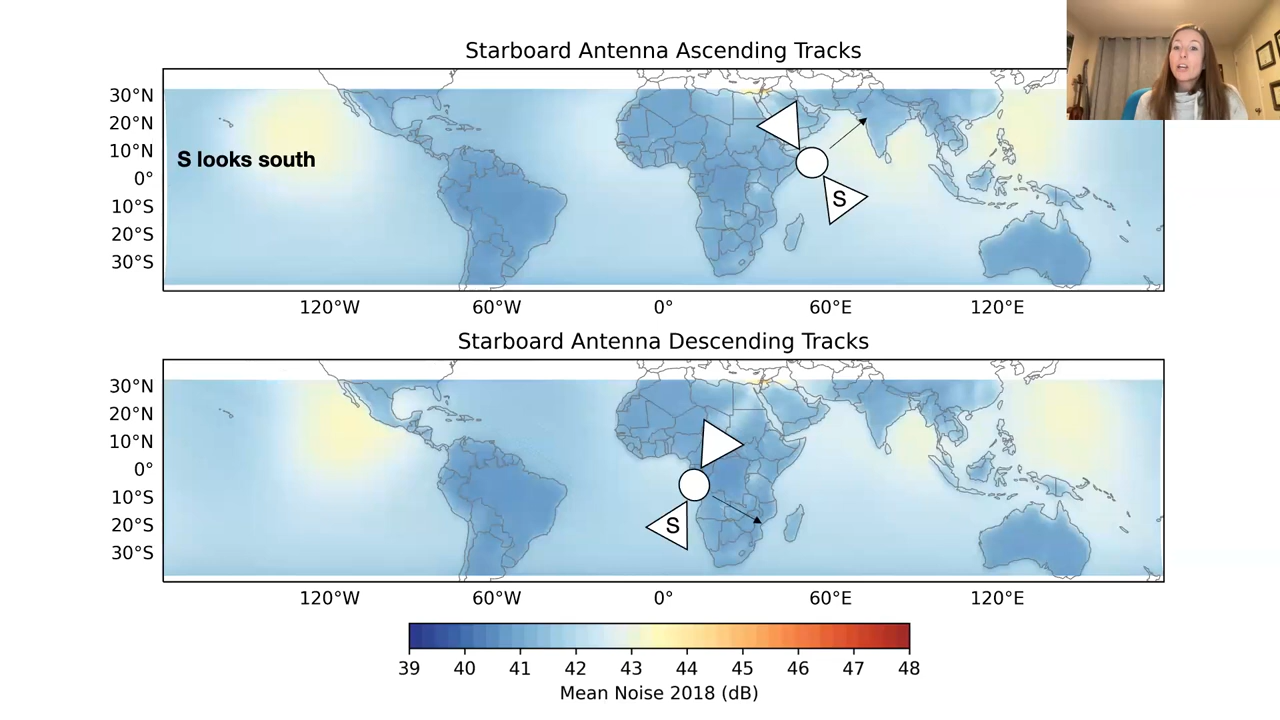 Starboard Antenna Ascending Tracks
30°N
20°N
10°N
0°
10°S
20°S
30°S
S looks south
S
120°W 60°W 0° 60°E 120°E
Starboard Antenna Descending Tracks
30°N
20°N
10°N
0°
10°S
20°S
30°S
S
120°W 60°W 0° 60°E 120°E
39 40 41 42 43 44 45 46 47 48
Mean Noise 2018 (dB)